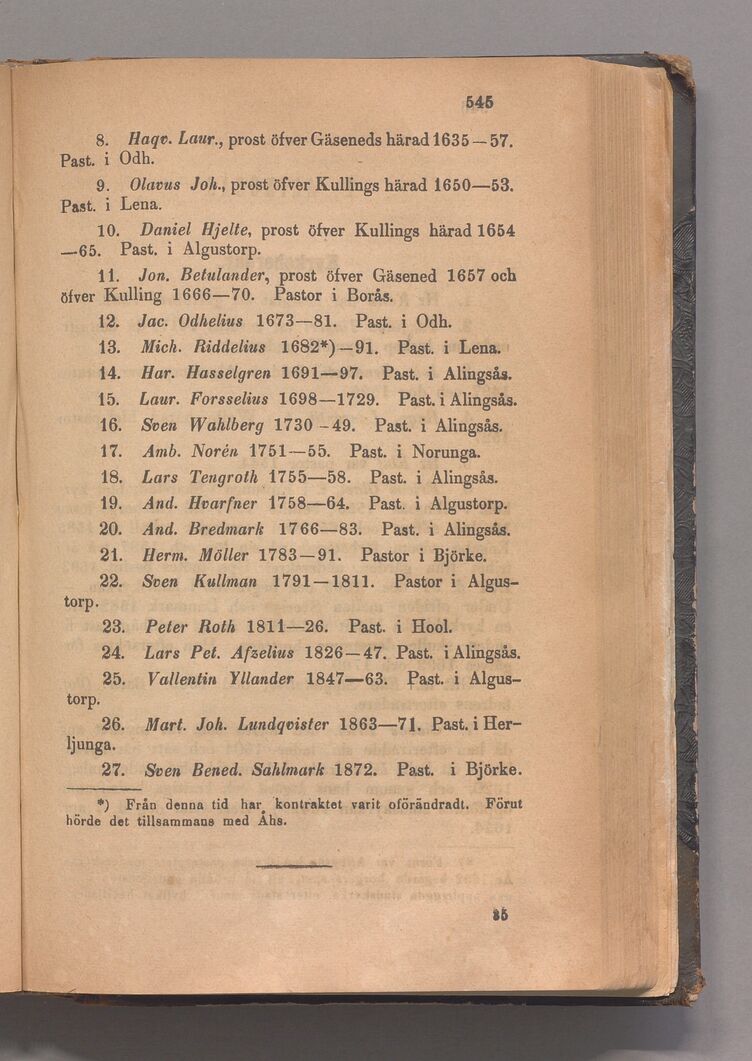 545
8. Haqv. Laur., prost öfver Gäseneds härad 1635—57.
Past. i Odh.
9. Olavus Joh., prost öfver Kullings härad 1650—53.
Past. i Lena.
10. Daniel Hjelte, prost öfver Kullings härad 1654
—65. Past. i Algustorp.
11. Jon. Betulander, prost öfver Gäsened 1657 och
öfver Kulling 1666—70. Pastor i Borås.
12. Jac. Odhelius 1673—81. Past. i Odh.
13. Mich. Riddelius 1682*)—91. Past. i Lena.
14. Har. Hasselgren 1691—97. Past. i Alingsås.
15. Laur. Forsselius 1698—1729. Past. i Alingsås.
16. Sven Wahlberg 1730-49. Past. i Alingsås.
17. Amb. Norén 1751—55. Past. i Norunga.
18. Lars Tengroth 1755—58. Past. i Alingsås.
19. And. Hvarfner 1758—64. Past. i Algustorp.
20. And. Bredmark 1766—83. Past. i Alingsås.
21. Herm. Möller 1783—91. Pastor i Björke.
22. Sven Kullman 1791—1811. Pastor i Algus-
torp.
23. Peter Roth 1811—26. Past. i Hool.
24. Lars Pet. Afzelius 1826—47. Past. i Alingsås.
25. Vallentin Yllander 1847—63. Past. i Algus-
torp.
26. Mart. Joh. Lundqvister 1863—71. Past. i Her-
ljunga.
27. Sven Bened. Sahlmark 1872. Past. i Björke.
*) Från denna tid har kontraktet varit oförändradt. Förut
hörde det tillsammans med Åhs.
35